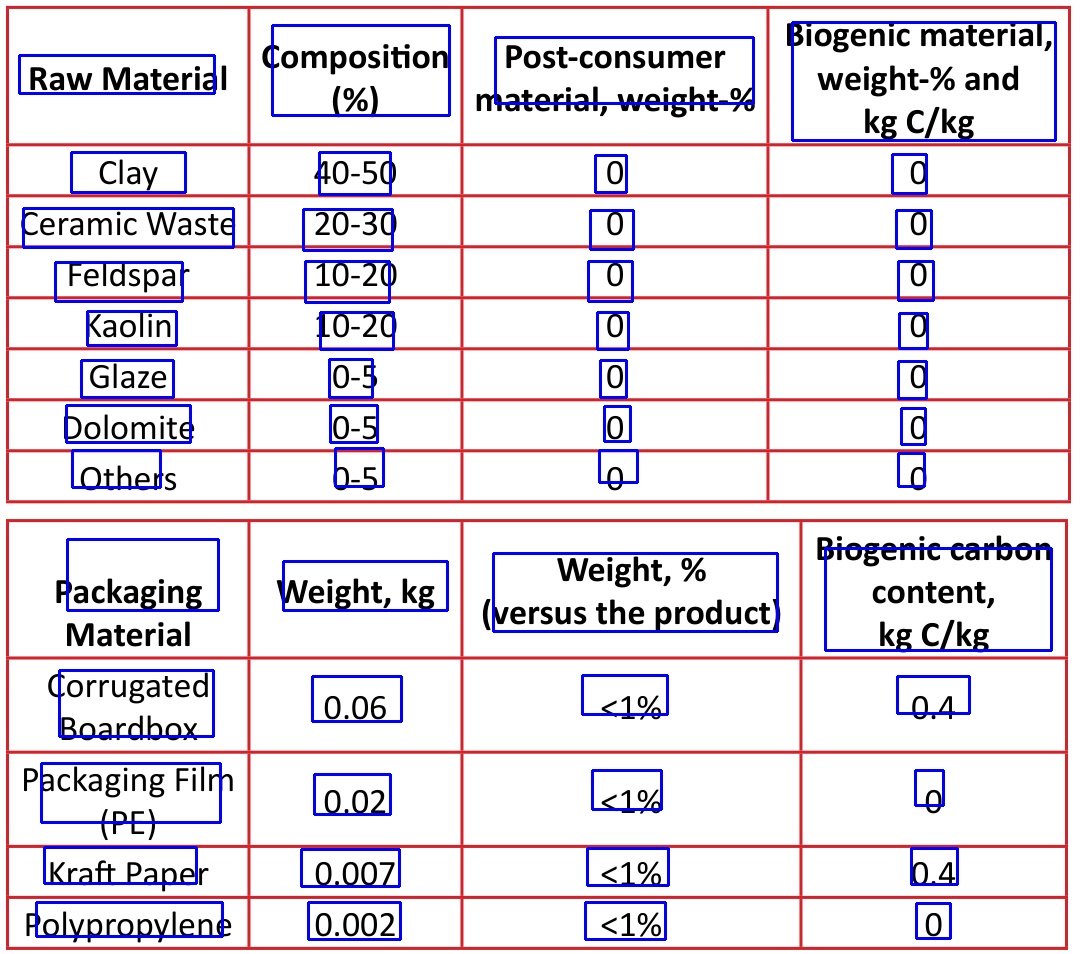 Raw Material Composition (%) Post-consumer material, weight-% Biogenic material, weight-% and kg C/kg
Clay 40-50 0 0
Ceramic Waste 20-30 0 0
Feldspar 10-20 0 0
Kaolin 10-20 0 0
Glaze 0-5 0 0
Dolomite 0-5 0 0
Others 0-5 0 0
Packaging Material Weight, kg Weight, % (versus the product) Biogenic carbon content, kg C/kg
Corrugated Boardbox 0.06 <1% 0.4
Packaging Film (PE) 0.02 <1% 0
Kraft Paper 0.007 <1% 0.4
Polypropylene 0.002 <1% 0